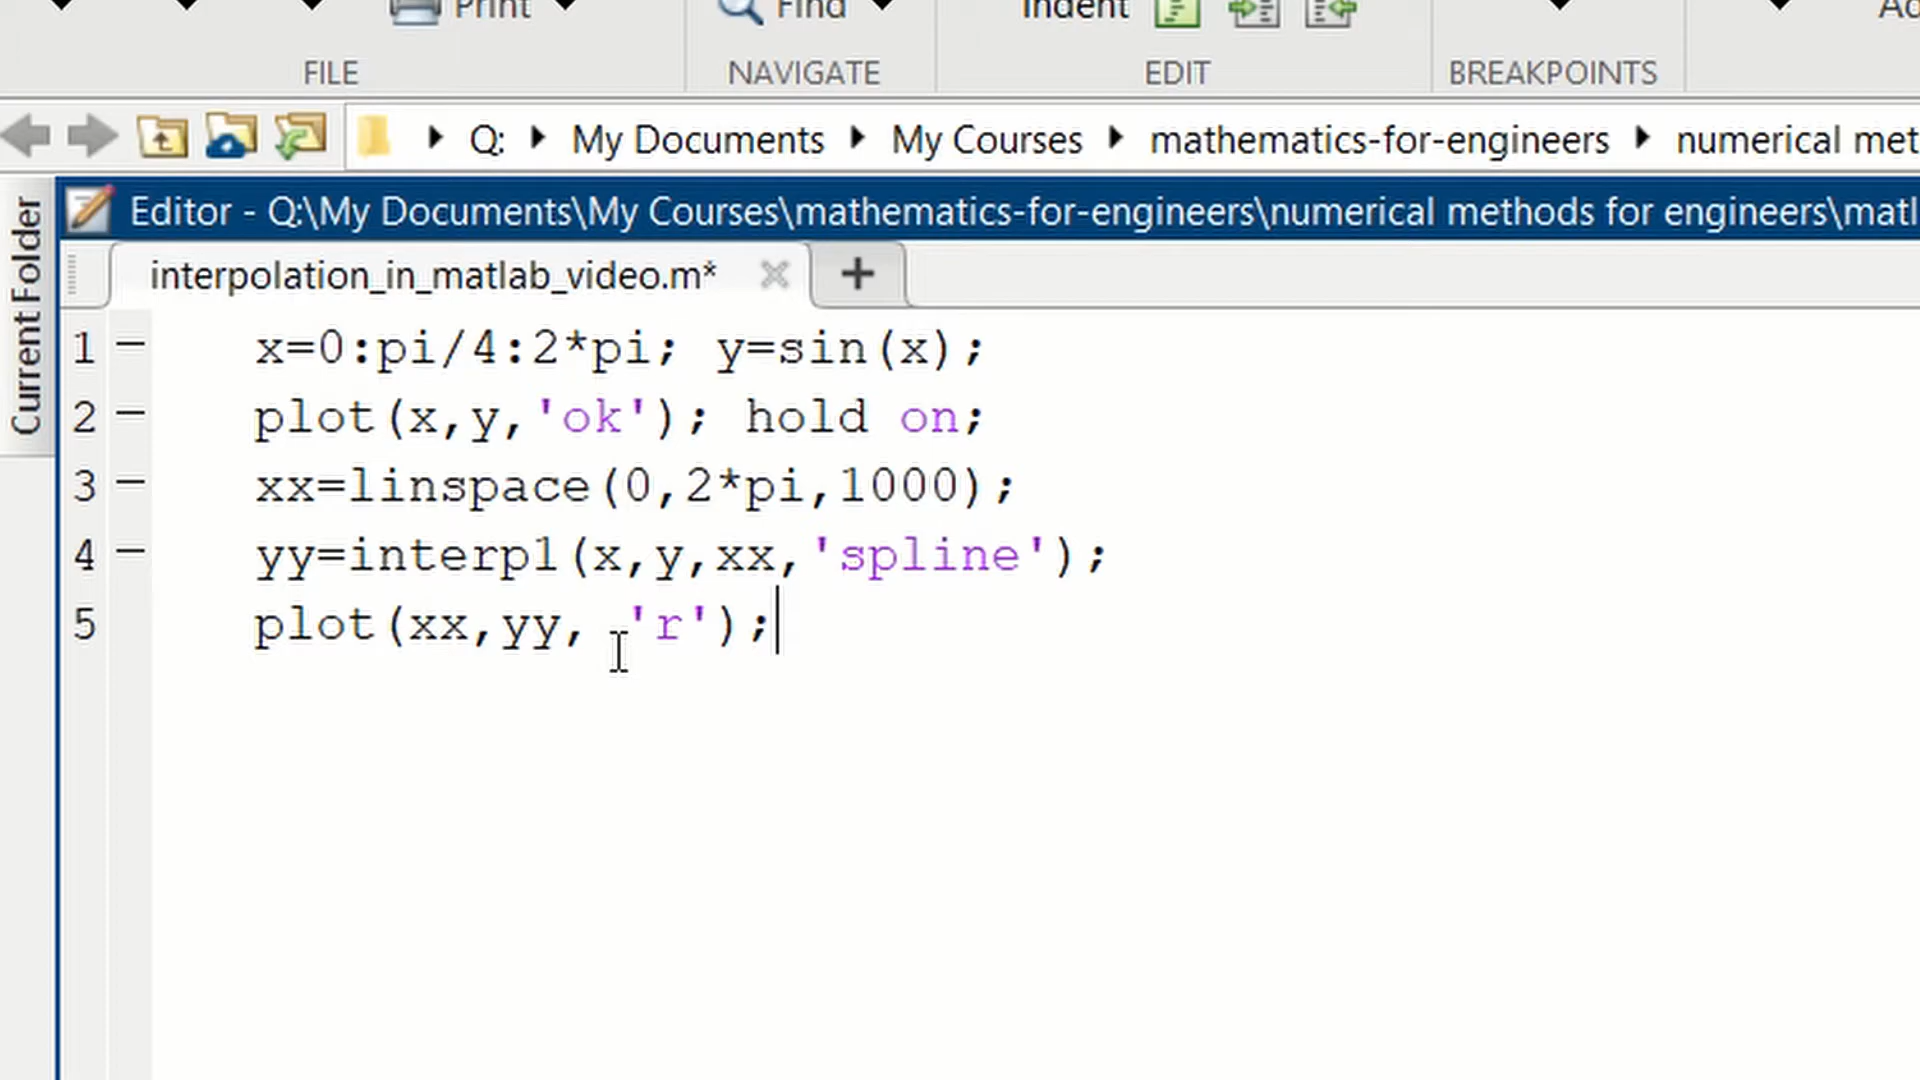 Print Find Indent
FILE NAVIGATE EDIT BREAKPOINTS
Q: My Documents My Courses mathematics-for-engineers numerical met
Current Folder
Editor - Q:\My Documents\My Courses\mathematics-for-engineers\numerical methods for engineers\matl
interpolation_in_matlab_video.m*
1 x=0:pi/4:2*pi; y=sin(x);
2 plot(x,y,'ok'); hold on;
3 xx=linspace(0,2*pi,1000);
4 yy=interp1(x,y,xx,'spline');
5 plot(xx,yy, 'r');